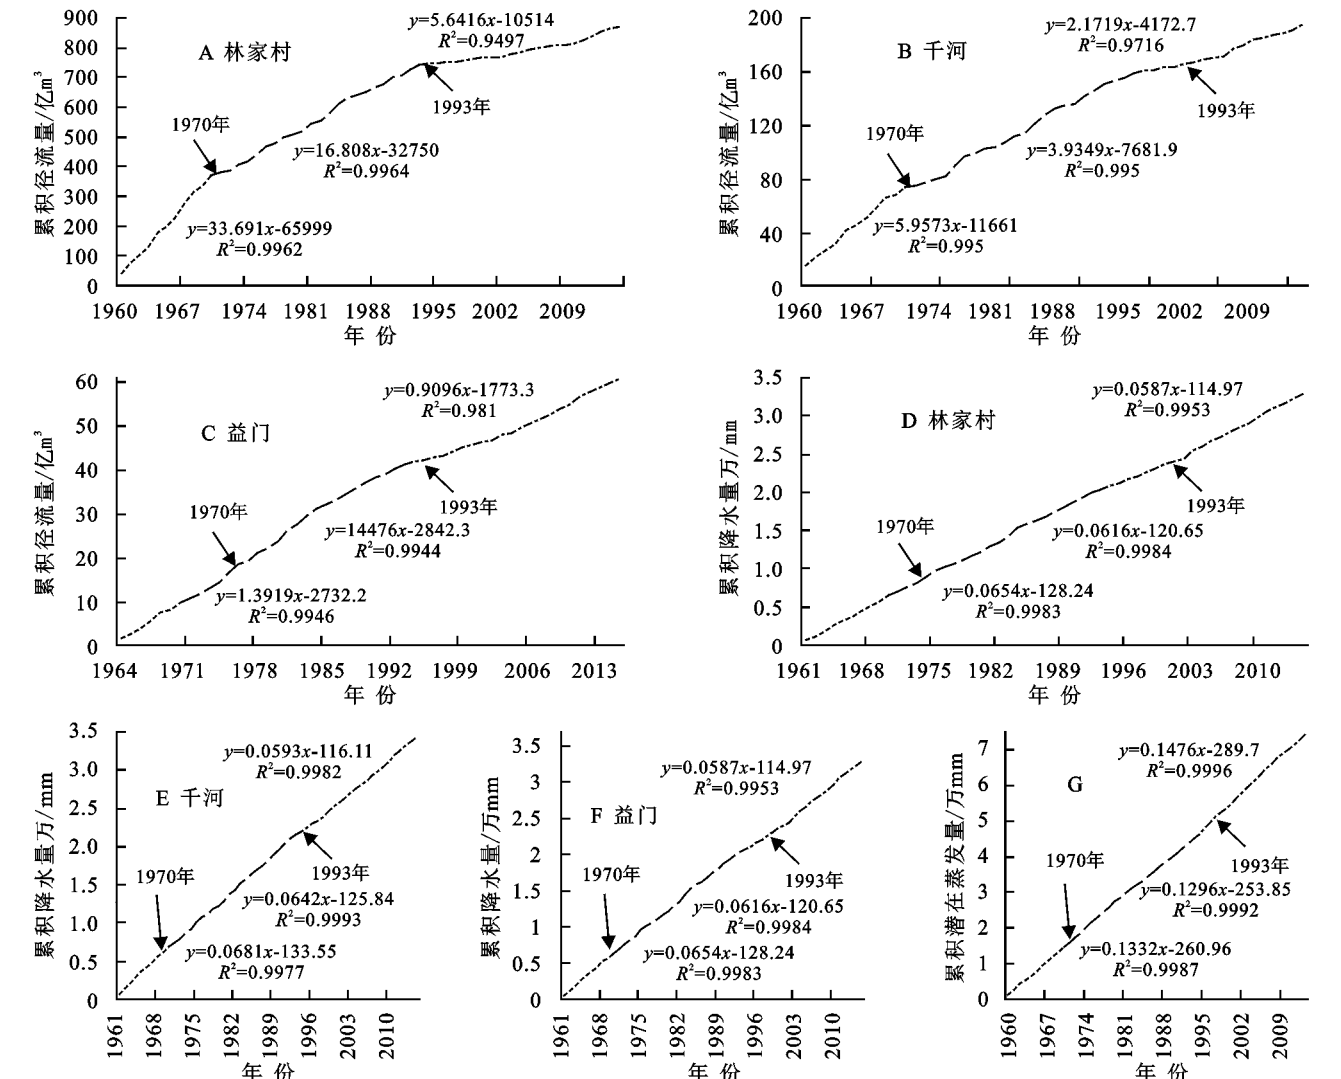 A 林家村
累积径流量/亿m³
900
800
700
600
500
400
300
200
100
0
y=5.6416x-10514
R²=0.9497
1993年
1970年
y=16.808x-32750
R²=0.9964
y=33.691x-65999
R²=0.9962
1960 1967 1974 1981 1988 1995 2002 2009
年 份
B 千河
累积径流量/亿m³
200
160
120
80
40
0
y=2.1719x-4172.7
R²=0.9716
1993年
1970年
y=3.9349x-7681.9
R²=0.995
y=5.9573x-11661
R²=0.995
1960 1967 1974 1981 1988 1995 2002 2009
年 份
C 益门
累积径流量/亿m³
60
50
40
30
20
10
0
y=0.9096x-1773.3
R²=0.981
1993年
1970年
y=14476x-2842.3
R²=0.9944
y=1.3919x-2732.2
R²=0.9946
1964 1971 1978 1985 1992 1999 2006 2013
年 份
D 林家村
累积降水量万/mm
3.5
3.0
2.5
2.0
1.5
1.0
0.5
0
y=0.0587x-114.97
R²=0.9953
1993年
1970年
y=0.0616x-120.65
R²=0.9984
y=0.0654x-128.24
R²=0.9983
1961 1968 1975 1982 1989 1996 2003 2010
年 份
E 千河
累积降水量万/mm
3.5
3.0
2.5
2.0
1.5
1.0
0.5
0
y=0.0593x-116.11
R²=0.9982
1993年
1970年
y=0.0642x-125.84
R²=0.9993
y=0.0681x-133.55
R²=0.9977
1961 1968 1975 1982 1989 1996 2003 2010
年 份
F 益门
累积降水量/万mm
3.5
3
2.5
2
1.5
1
0.5
0
y=0.0587x-114.97
R²=0.9953
1970年
1993年
y=0.0616x-120.65
R²=0.9984
y=0.0654x-128.24
R²=0.9983
1961 1968 1975 1982 1989 1996 2003 2010
年 份
G
累积潜在蒸发量/万mm
7
6
5
4
3
2
1
0
y=0.1476x-289.7
R²=0.9996
1970年
1993年
y=0.1296x-253.85
R²=0.9992
y=0.1332x-260.96
R²=0.9987
1960 1967 1974 1981 1988 1995 2002 2009
年 份